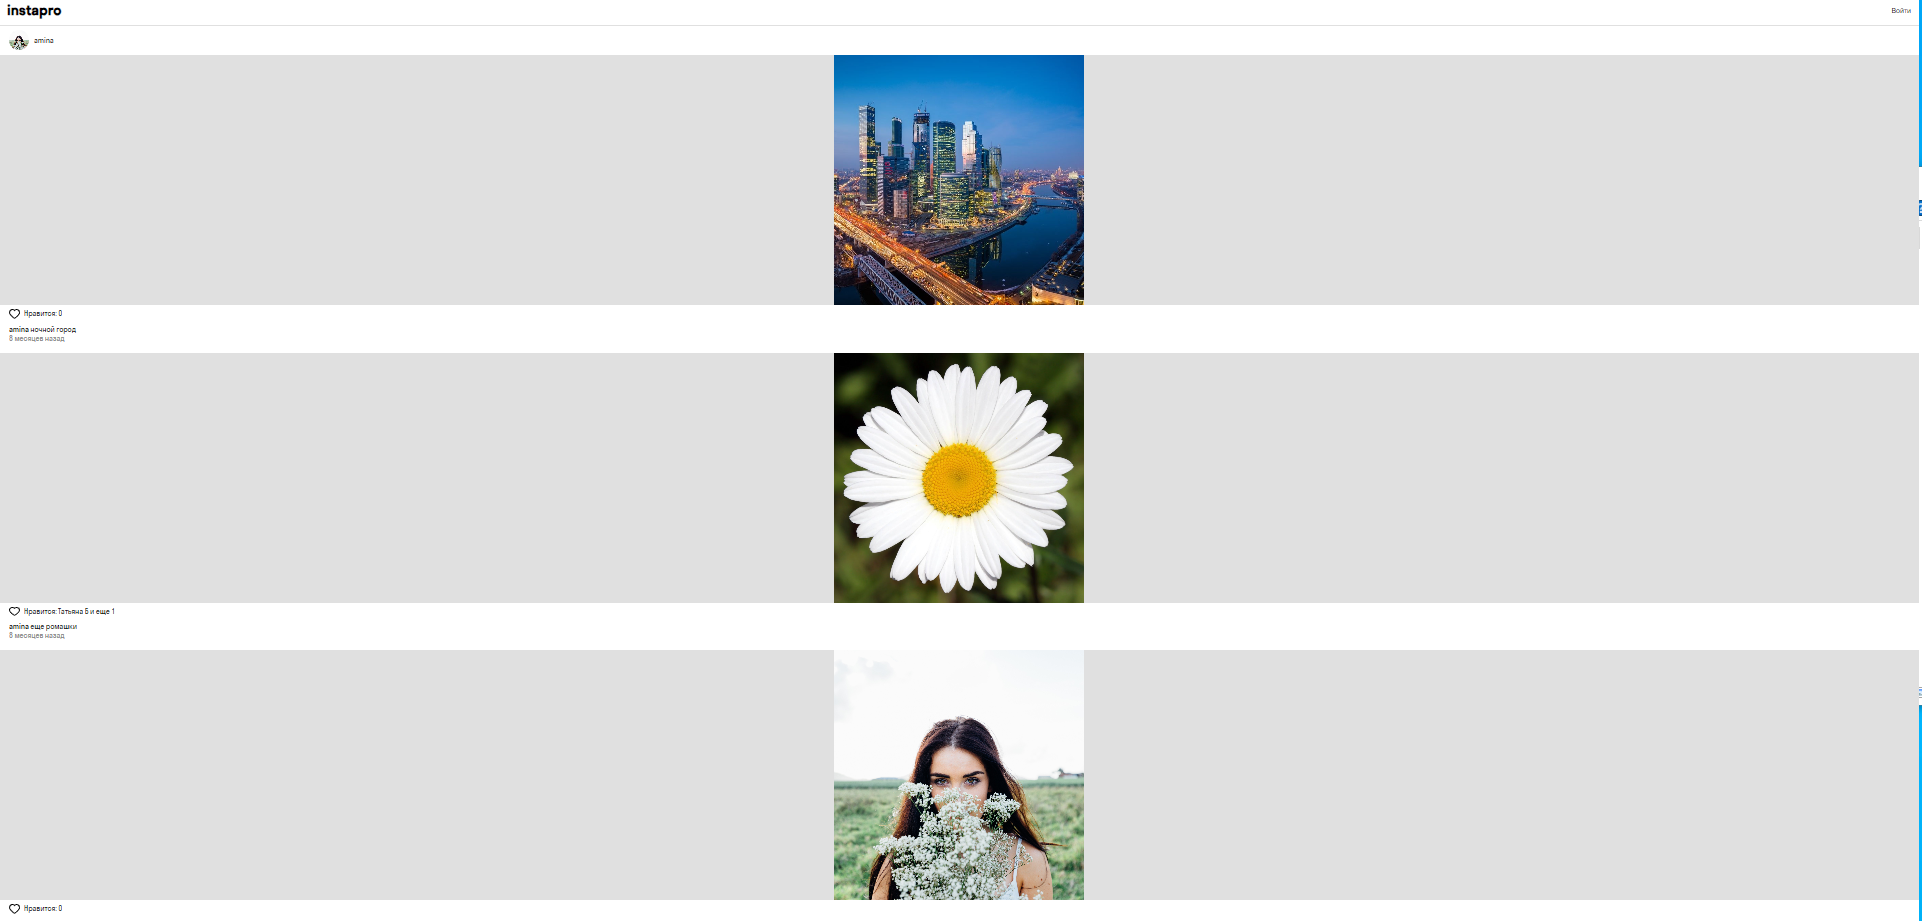 instapro
Войти
amina
Нравится: 0
amina ночной город
8 месяцев назад
Нравится: Татьяна Б и еще 1
amina еще ромашки
8 месяцев назад
Нравится: 0